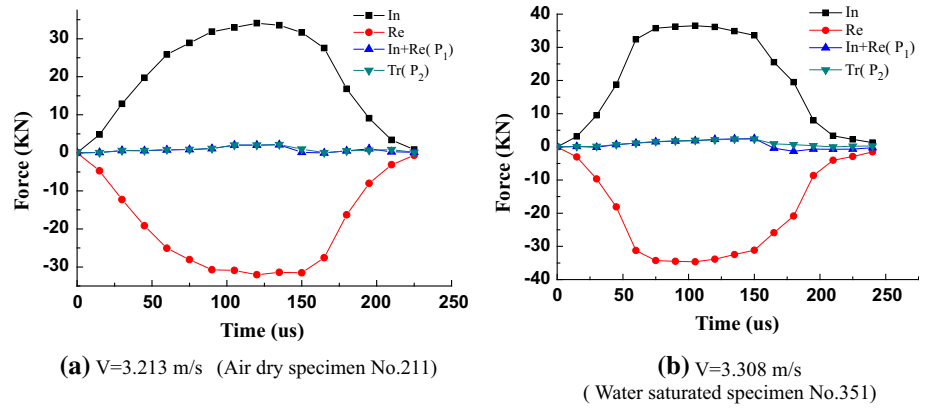 In
Re
In+Re( P1)
Tr( P2)
30
20
10
0
-10
-20
-30
Force (KN)
0
50
100
150
200
250
Time (us)
(a) V=3.213 m/s (Air dry specimen No.211)
In
Re
In+Re( P1)
Tr( P2)
40
30
20
10
0
-10
-20
-30
-40
Force (KN)
0
50
100
150
200
250
Time (us)
(b) V=3.308 m/s
( Water saturated specimen No.351)